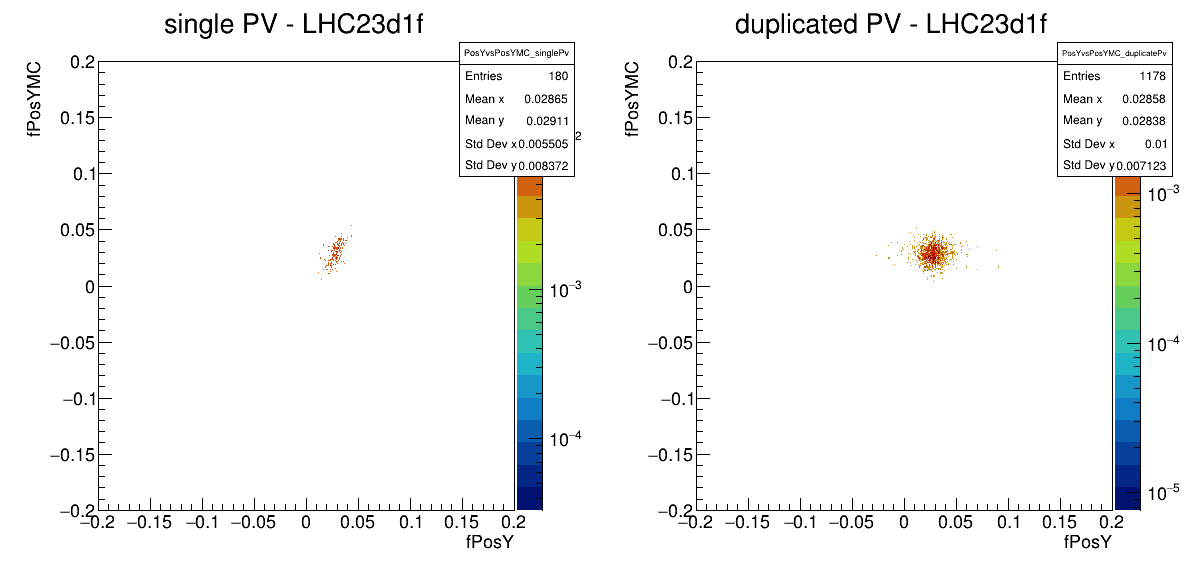 single PV - LHC23d1f
PosYvsPosYMC_singlePv
Entries 180
Mean x 0.02865
Mean y 0.02911
Std Dev x 0.005505
Std Dev y 0.008372
fPosYMC
0.2
0.15
0.1
0.05
0
−0.05
−0.1
−0.15
−0.2
−0.2 −0.15 −0.1 −0.05 0 0.05 0.1 0.15 0.2
fPosY
2
10−3
10−4
duplicated PV - LHC23d1f
PosYvsPosYMC_duplicatePv
Entries 1178
Mean x 0.02858
Mean y 0.02838
Std Dev x 0.01
Std Dev y 0.007123
fPosYMC
0.2
0.15
0.1
0.05
0
−0.05
−0.1
−0.15
−0.2
−0.2 −0.15 −0.1 −0.05 0 0.05 0.1 0.15 0.2
fPosY
10−3
10−4
10−5